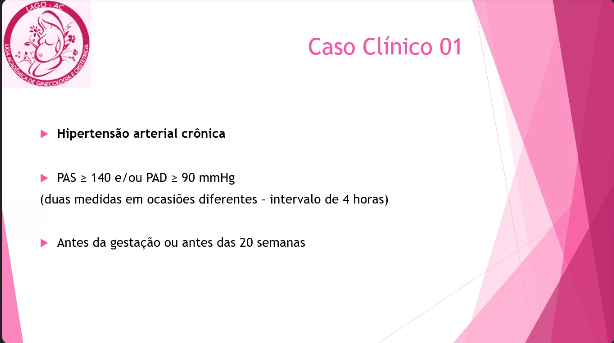 LAGO - AC
LIGA ACADÊMICA DE GINECOLOGIA E OBSTETRÍCIA
Caso Clínico 01
Hipertensão arterial crônica
PAS ≥ 140 e/ou PAD ≥ 90 mmHg
(duas medidas em ocasiões diferentes – intervalo de 4 horas)
Antes da gestação ou antes das 20 semanas